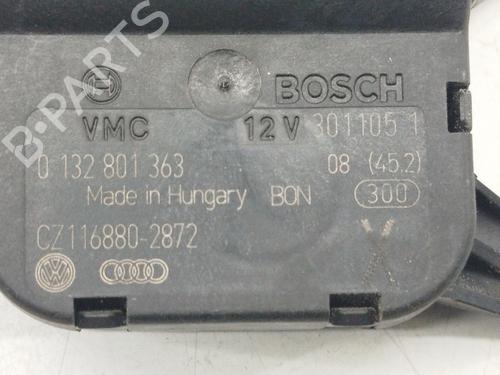 BOSCH
VMC 12 V 301105 1
0 132 801 363 08 (45.2)
Made in Hungary BON 300
CZ116880-2872 X
B-PARTS